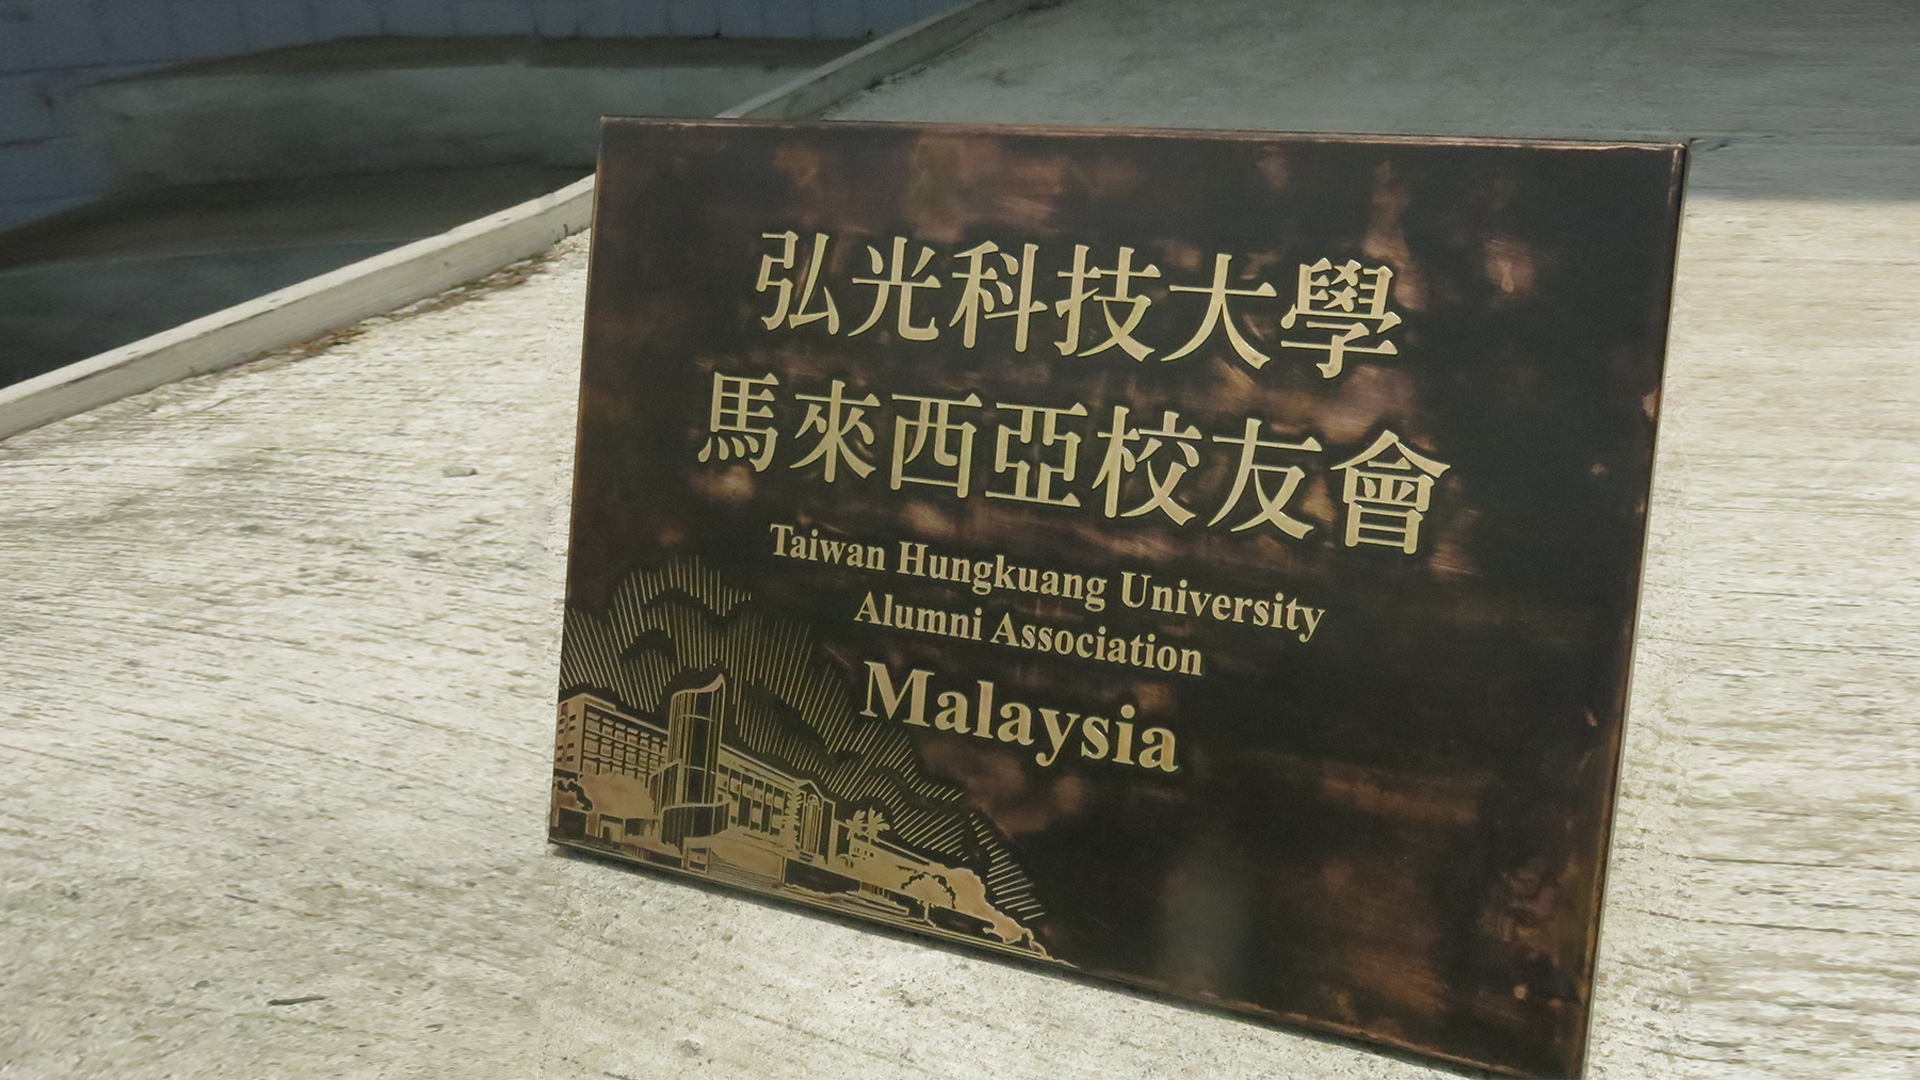 弘光科技大學
馬來西亞校友會
Taiwan Hungkuang University
Alumni Association
Malaysia